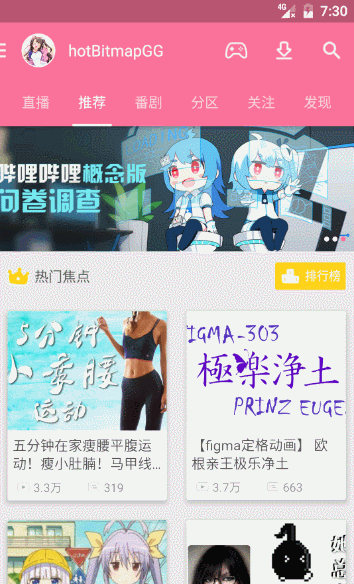 4G 7:30
hotBitmapGG
直播 推荐 番剧 分区 关注 发现
哔哩哔哩概念版
问卷调查
热门焦点 排行榜
5分钟
小蛮腰
运动
IGMA-303
極楽浄土
PRINZ EUGE
五分钟在家瘦腰平腹运
动！瘦小肚腩！马甲线...
3.3万 319
【figma定格动画】 欧
根亲王极乐净土
3.7万 663